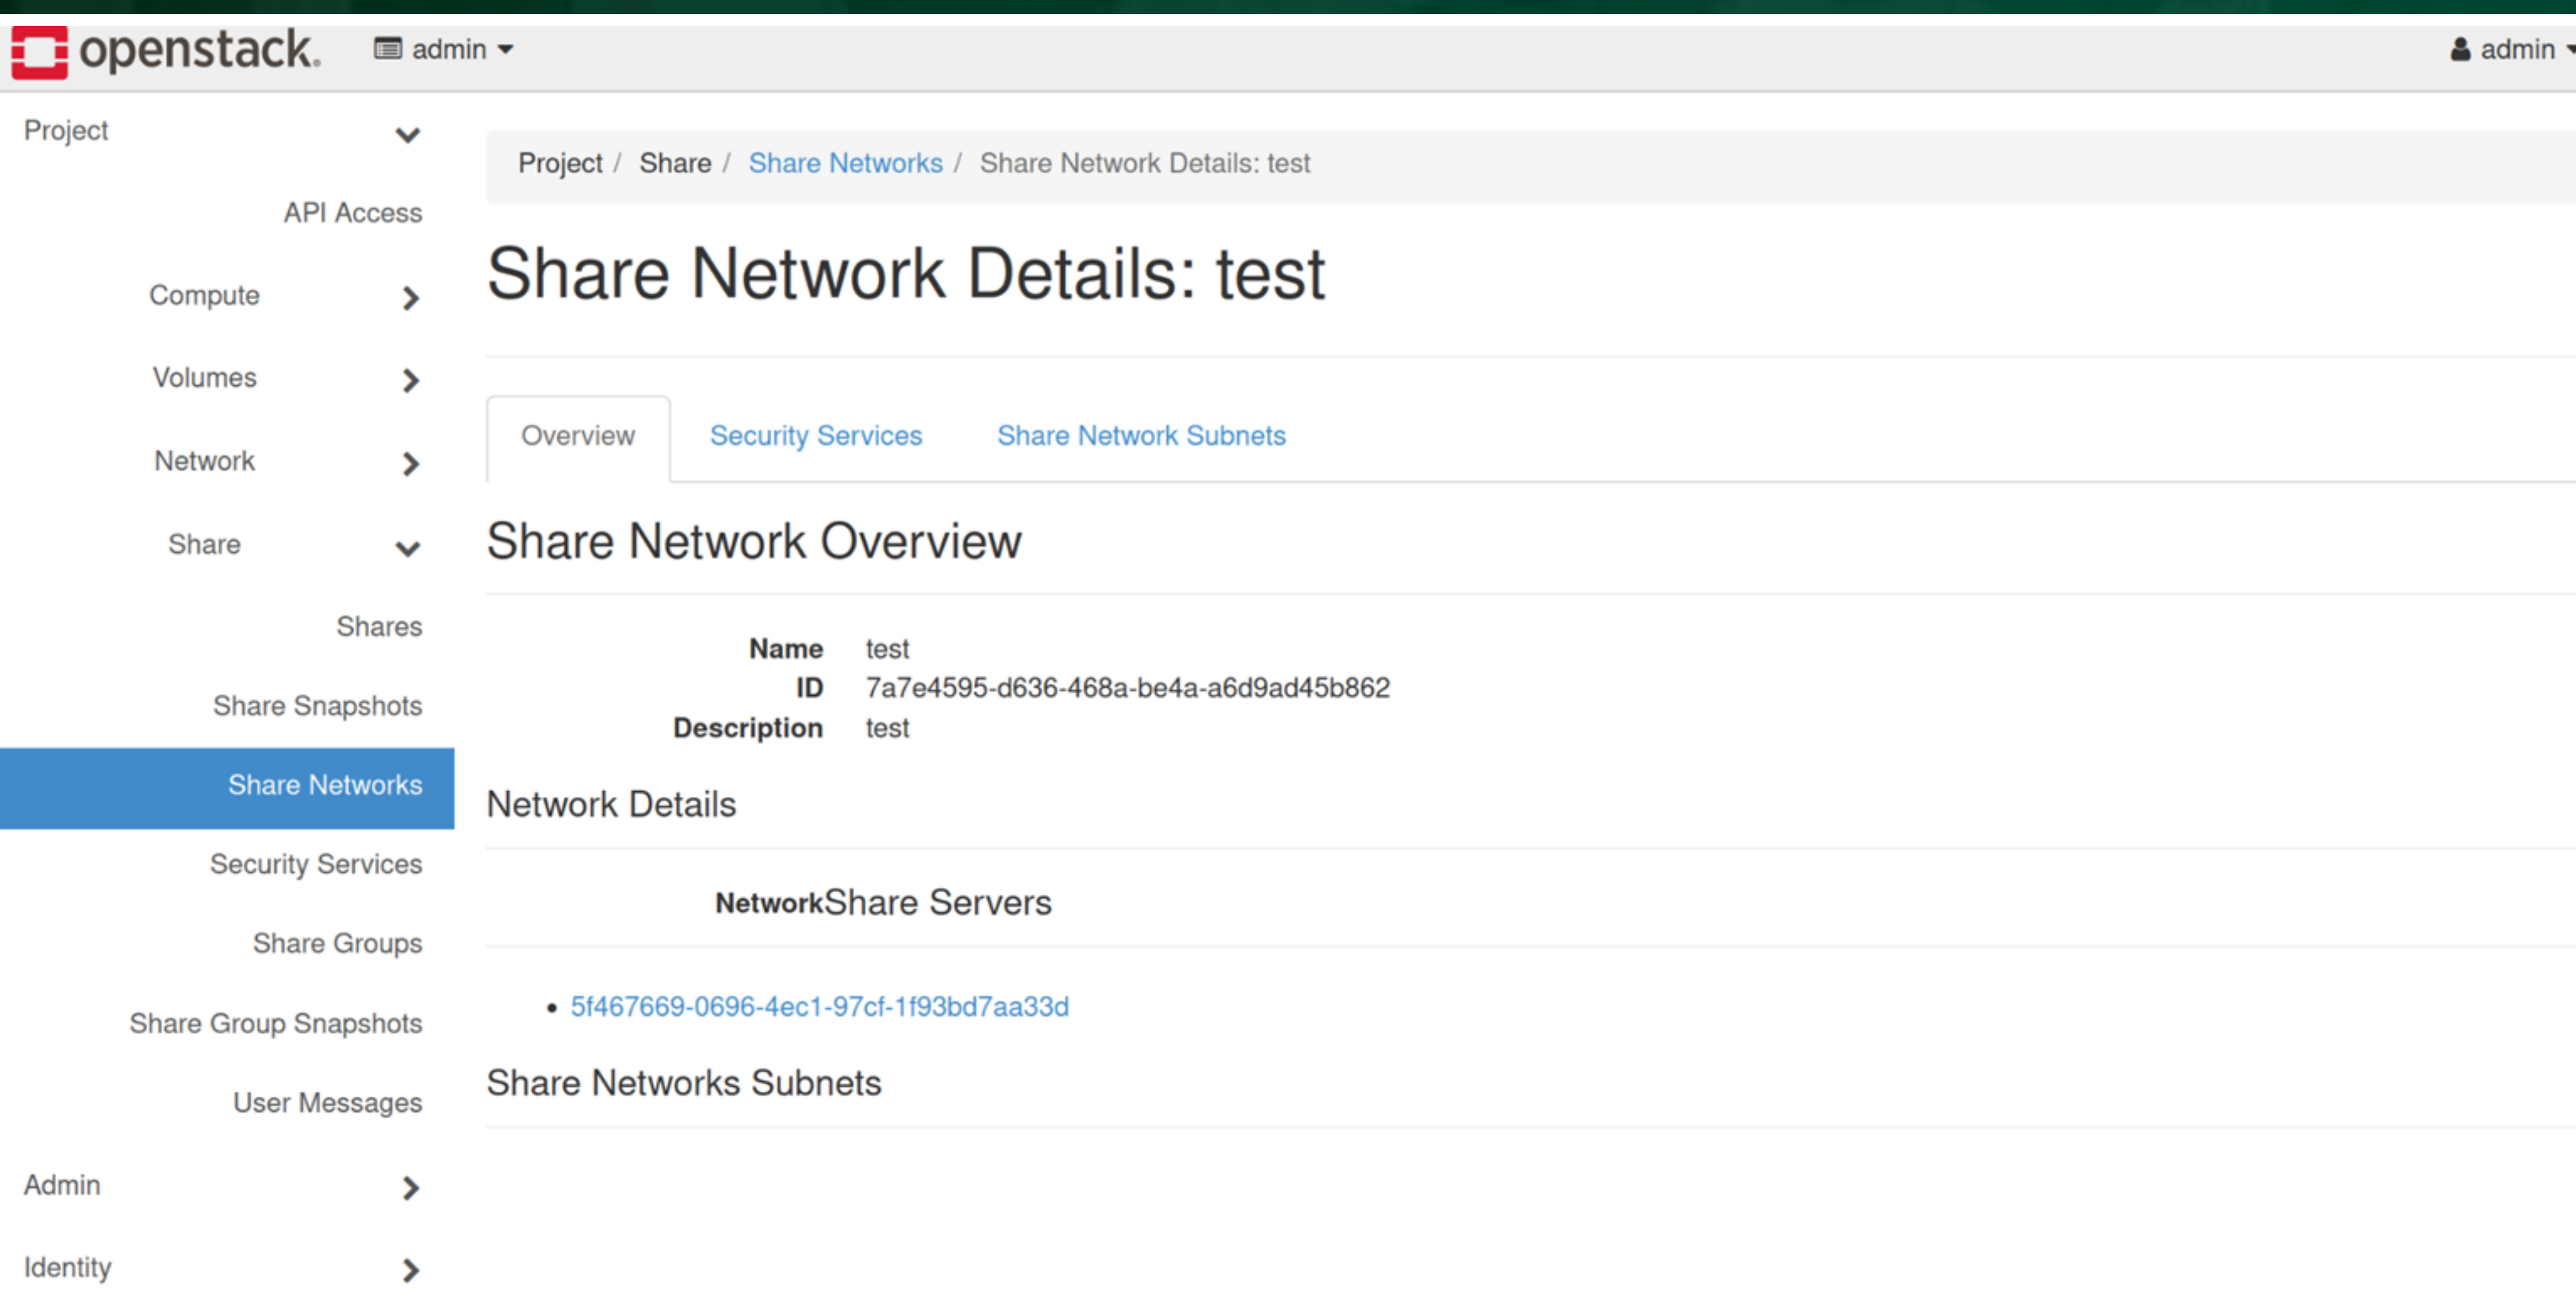 openstack. admin admin
Project
Project / Share / Share Networks / Share Network Details: test
API Access
Share Network Details: test
Compute
Volumes
Overview Security Services Share Network Subnets
Network
Share
Share Network Overview
Shares
Name test
ID 7a7e4595-d636-468a-be4a-a6d9ad45b862
Share Snapshots
Description test
Share Networks
Network Details
Security Services
NetworkShare Servers
Share Groups
• 5f467669-0696-4ec1-97cf-1f93bd7aa33d
Share Group Snapshots
Share Networks Subnets
User Messages
Admin
Identity